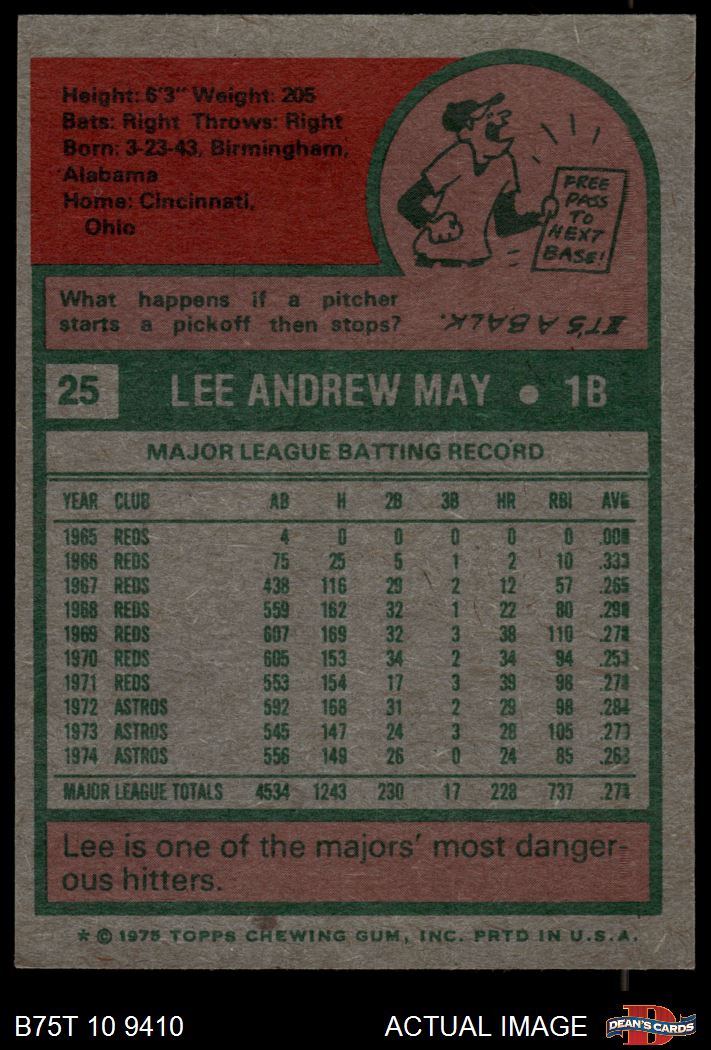 Height: 6'3" Weight: 205
Bats: Right Throws: Right
Born: 3-23-43, Birmingham,
Alabama
Home: Cincinnati,
Ohio
FREE
PASS
TO
NEXT
BASE!
What happens if a pitcher
starts a pickoff then stops?
IT'S A BALK.
25 LEE ANDREW MAY • 1B
MAJOR LEAGUE BATTING RECORD
YEAR CLUB AB H 2B 3B HR RBI AVG
1965 REDS 4 0 0 0 0 0 .000
1966 REDS 75 25 5 1 2 10 .333
1967 REDS 438 116 29 2 12 57 .265
1968 REDS 559 162 32 1 22 80 .290
1969 REDS 607 169 32 3 38 110 .278
1970 REDS 605 153 34 2 34 94 .253
1971 REDS 553 154 17 3 39 98 .278
1972 ASTROS 592 168 31 2 29 98 .284
1973 ASTROS 545 147 24 3 28 105 .270
1974 ASTROS 556 149 26 0 24 85 .268
MAJOR LEAGUE TOTALS 4534 1243 230 17 228 737 .274
Lee is one of the majors' most danger-
ous hitters.
* © 1975 TOPPS CHEWING GUM, INC. PRTD IN U.S.A.
B75T 10 9410 ACTUAL IMAGE DEAN'S CARDS